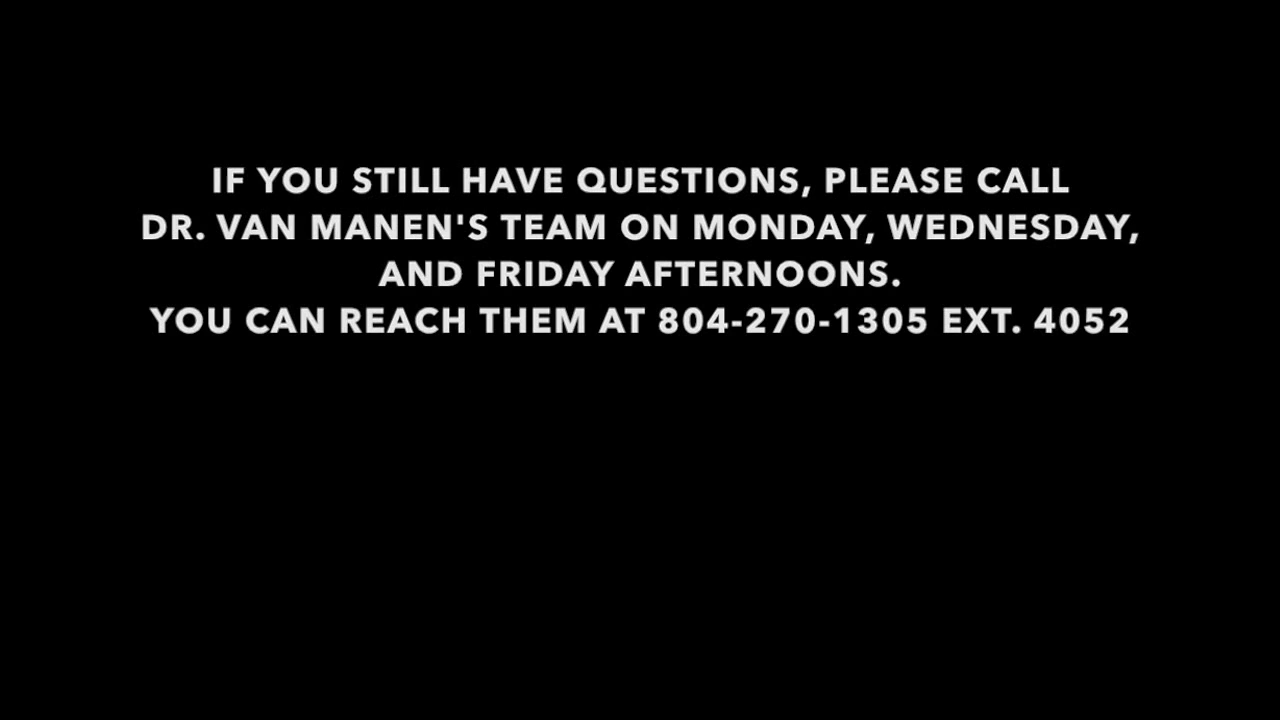 IF YOU STILL HAVE QUESTIONS, PLEASE CALL
DR. VAN MANEN'S TEAM ON MONDAY, WEDNESDAY,
AND FRIDAY AFTERNOONS.
YOU CAN REACH THEM AT 804-270-1305 EXT. 4052